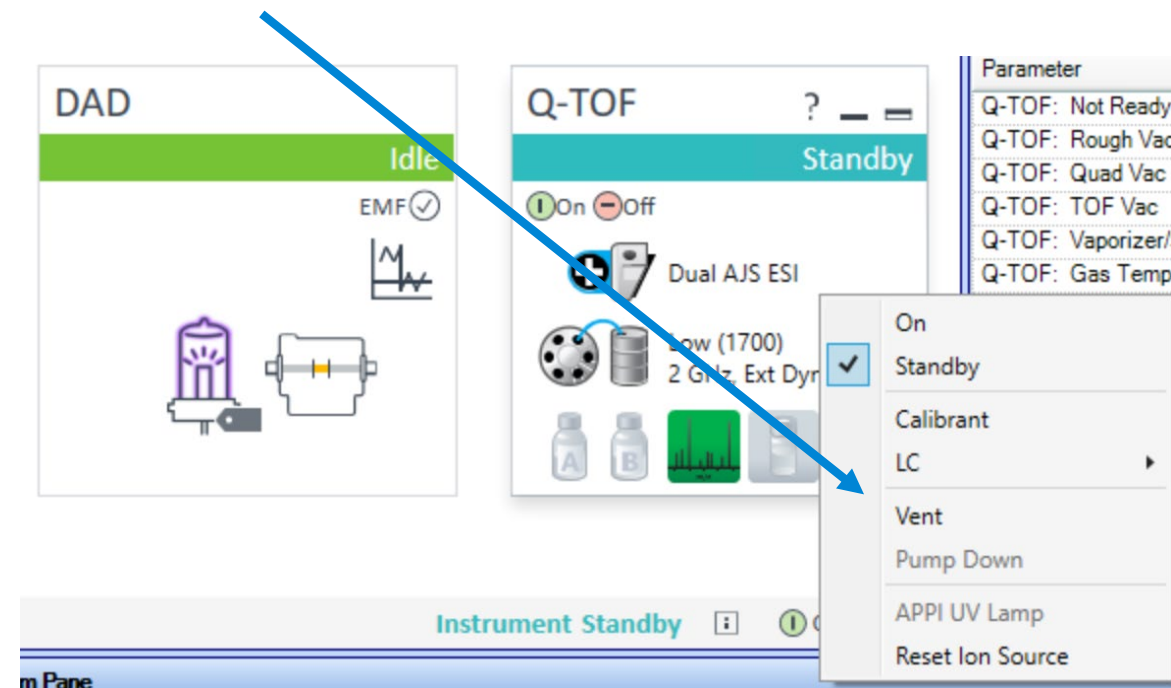 DAD
Idle
EMF
Q-TOF ?
Standby
On Off
Dual AJS ESI
Low (1700)
2 GHz, Ext Dyr
A B
Parameter
Q-TOF: Not Ready
Q-TOF: Rough Vac
Q-TOF: Quad Vac
Q-TOF: TOF Vac
Q-TOF: Vaporizer/
Q-TOF: Gas Temp
On
Standby
Calibrant
LC
Vent
Pump Down
APPI UV Lamp
Reset Ion Source
Instrument Standby
m Pane